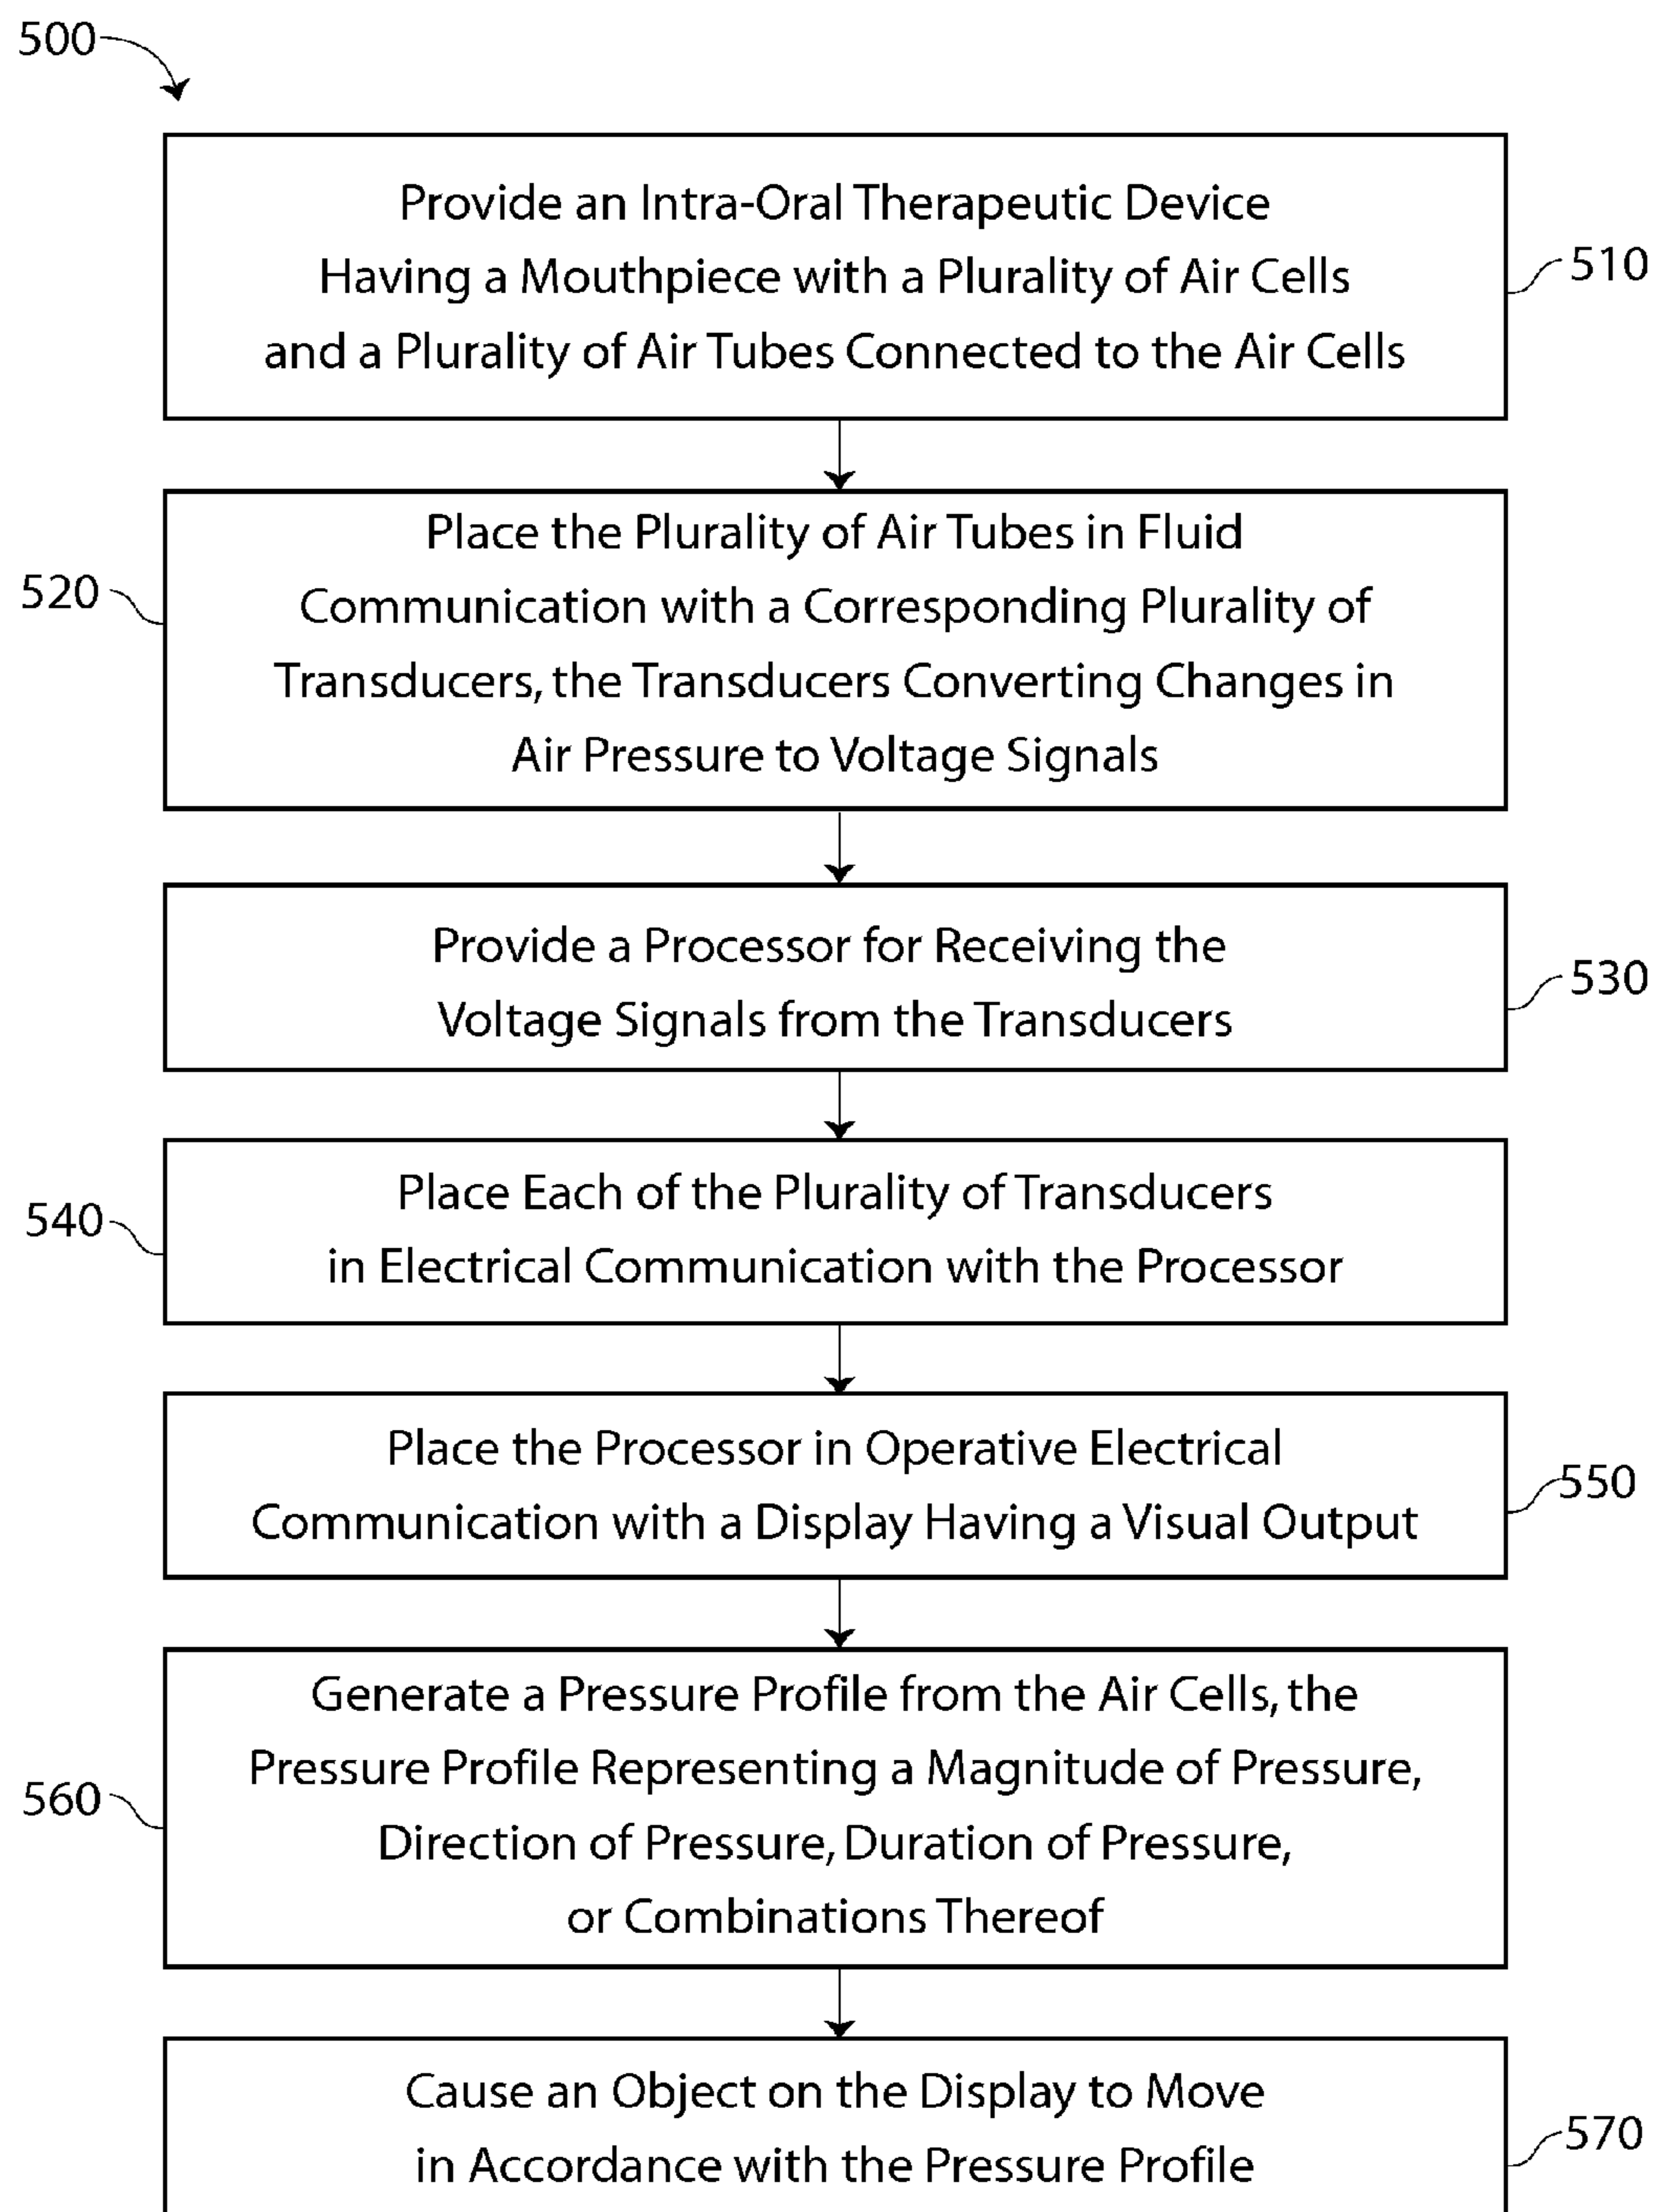 500
Provide an Intra-Oral Therapeutic Device
Having a Mouthpiece with a Plurality of Air Cells
and a Plurality of Air Tubes Connected to the Air Cells
510
Place the Plurality of Air Tubes in Fluid
Communication with a Corresponding Plurality of
Transducers, the Transducers Converting Changes in
Air Pressure to Voltage Signals
520
Provide a Processor for Receiving the
Voltage Signals from the Transducers
530
Place Each of the Plurality of Transducers
in Electrical Communication with the Processor
540
Place the Processor in Operative Electrical
Communication with a Display Having a Visual Output
550
Generate a Pressure Profile from the Air Cells, the
Pressure Profile Representing a Magnitude of Pressure,
Direction of Pressure, Duration of Pressure,
or Combinations Thereof
560
Cause an Object on the Display to Move
in Accordance with the Pressure Profile
570